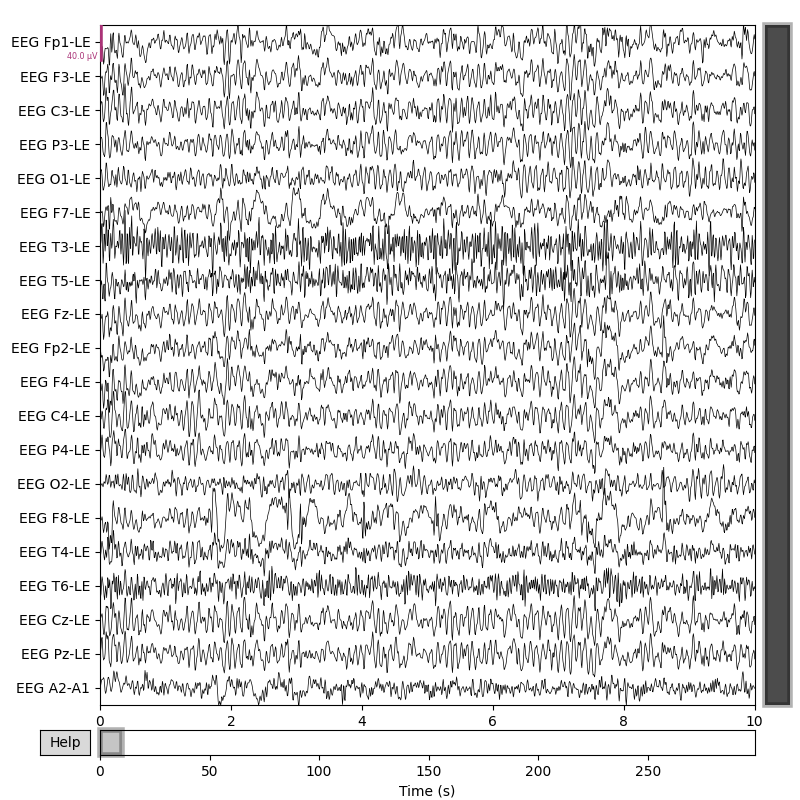 EEG Fp1-LE
40.0 µV
EEG F3-LE
EEG C3-LE
EEG P3-LE
EEG O1-LE
EEG F7-LE
EEG T3-LE
EEG T5-LE
EEG Fz-LE
EEG Fp2-LE
EEG F4-LE
EEG C4-LE
EEG P4-LE
EEG O2-LE
EEG F8-LE
EEG T4-LE
EEG T6-LE
EEG Cz-LE
EEG Pz-LE
EEG A2-A1
0 2 4 6 8 10
Help
0 50 100 150 200 250
Time (s)